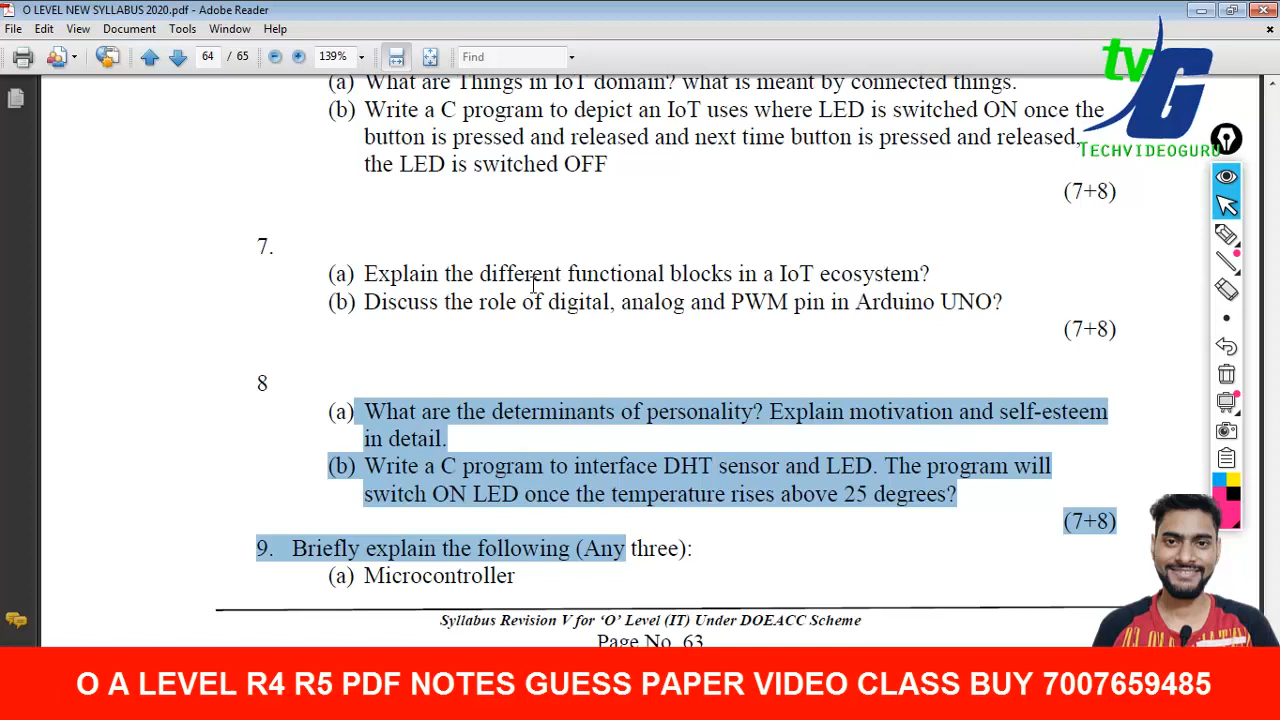 O LEVEL NEW SYLLABUS 2020.pdf - Adobe Reader
File Edit View Document Tools Window Help
64 / 65 139% Find
tv G
TECHVIDEOGURU
(a) What are Things in IoT domain? what is meant by connected things.
(b) Write a C program to depict an IoT uses where LED is switched ON once the
button is pressed and released and next time button is pressed and released,
the LED is switched OFF
(7+8)
7.
(a) Explain the different functional blocks in a IoT ecosystem?
(b) Discuss the role of digital, analog and PWM pin in Arduino UNO?
(7+8)
8
(a) What are the determinants of personality? Explain motivation and self-esteem
in detail.
(b) Write a C program to interface DHT sensor and LED. The program will
switch ON LED once the temperature rises above 25 degrees?
(7+8)
9. Briefly explain the following (Any three):
(a) Microcontroller
Syllabus Revision V for ‘O’ Level (IT) Under DOEACC Scheme
Page No. 63
O A LEVEL R4 R5 PDF NOTES GUESS PAPER VIDEO CLASS BUY 7007659485